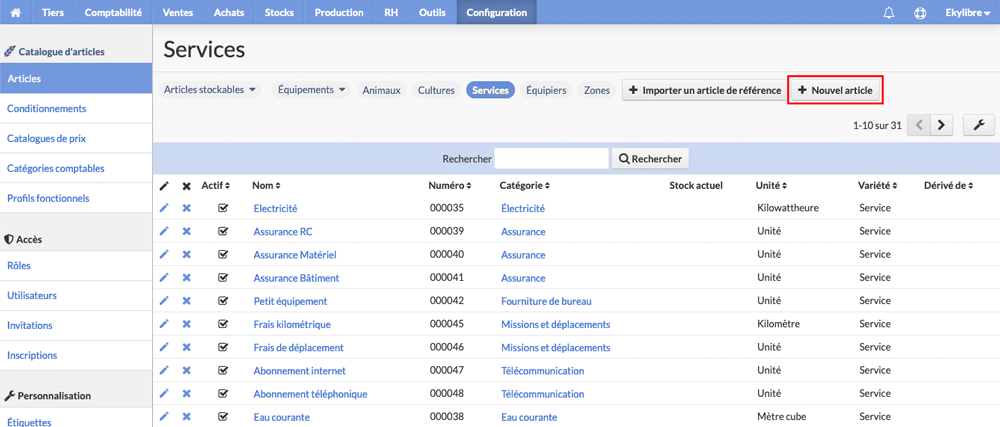 Tiers Comptabilité Ventes Achats Stocks Production RH Outils Configuration Ekylibre
Catalogue d'articles
Articles
Conditionnements
Catalogues de prix
Catégories comptables
Profils fonctionnels
Accès
Rôles
Utilisateurs
Invitations
Inscriptions
Personnalisation
Étiquettes
Services
Articles stockables Équipements Animaux Cultures Services Équipiers Zones + Importer un article de référence + Nouvel article
1-10 sur 31
Rechercher Rechercher
Actif Nom Numéro Catégorie Stock actuel Unité Variété Dérivé de
Electricité 000035 Électricité Kilowattheure Service
Assurance RC 000039 Assurance Unité Service
Assurance Matériel 000040 Assurance Unité Service
Assurance Bâtiment 000041 Assurance Unité Service
Petit équipement 000042 Fourniture de bureau Unité Service
Frais kilométrique 000045 Missions et déplacements Kilomètre Service
Frais de déplacement 000046 Missions et déplacements Unité Service
Abonnement internet 000047 Télécommunication Unité Service
Abonnement téléphonique 000048 Télécommunication Unité Service
Eau courante 000038 Eau courante Mètre cube Service